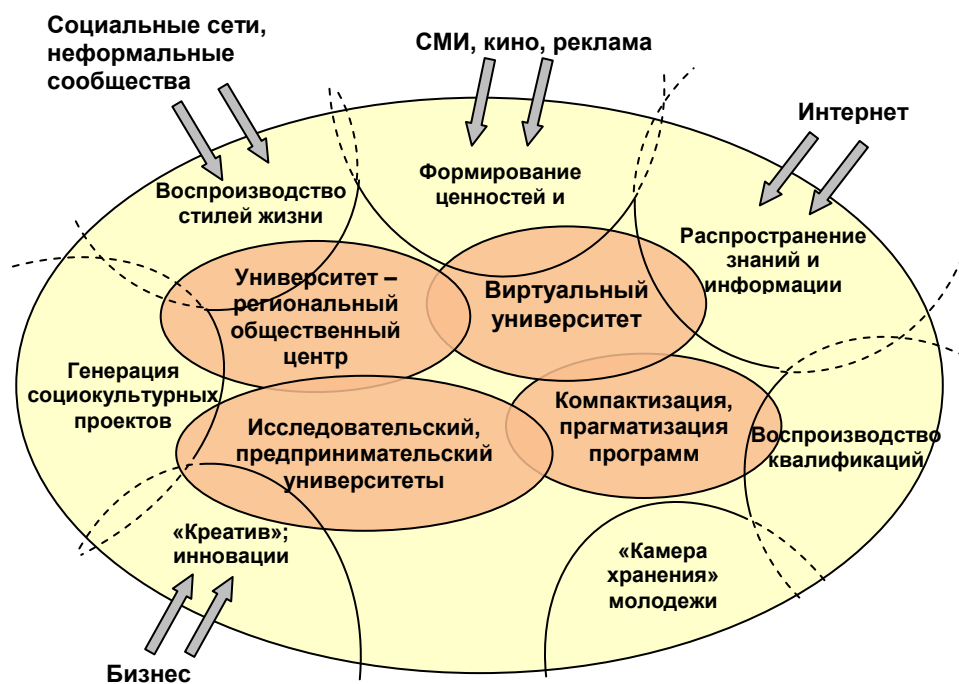 Социальные сети,
неформальные
сообщества
СМИ, кино, реклама
Интернет
Воспроизводство
стилей жизни
Формирование
ценностей и
Распространение
знаний и
информации
Университет –
региональный
общественный
центр
Виртуальный
университет
Генерация
социокультурных
проектов
Исследовательский,
предпринимательский
университеты
Компактизация,
прагматизация
программ
Воспроизводство
квалификаций
«Креатив»;
инновации
«Камера
хранения»
молодежи
Бизнес